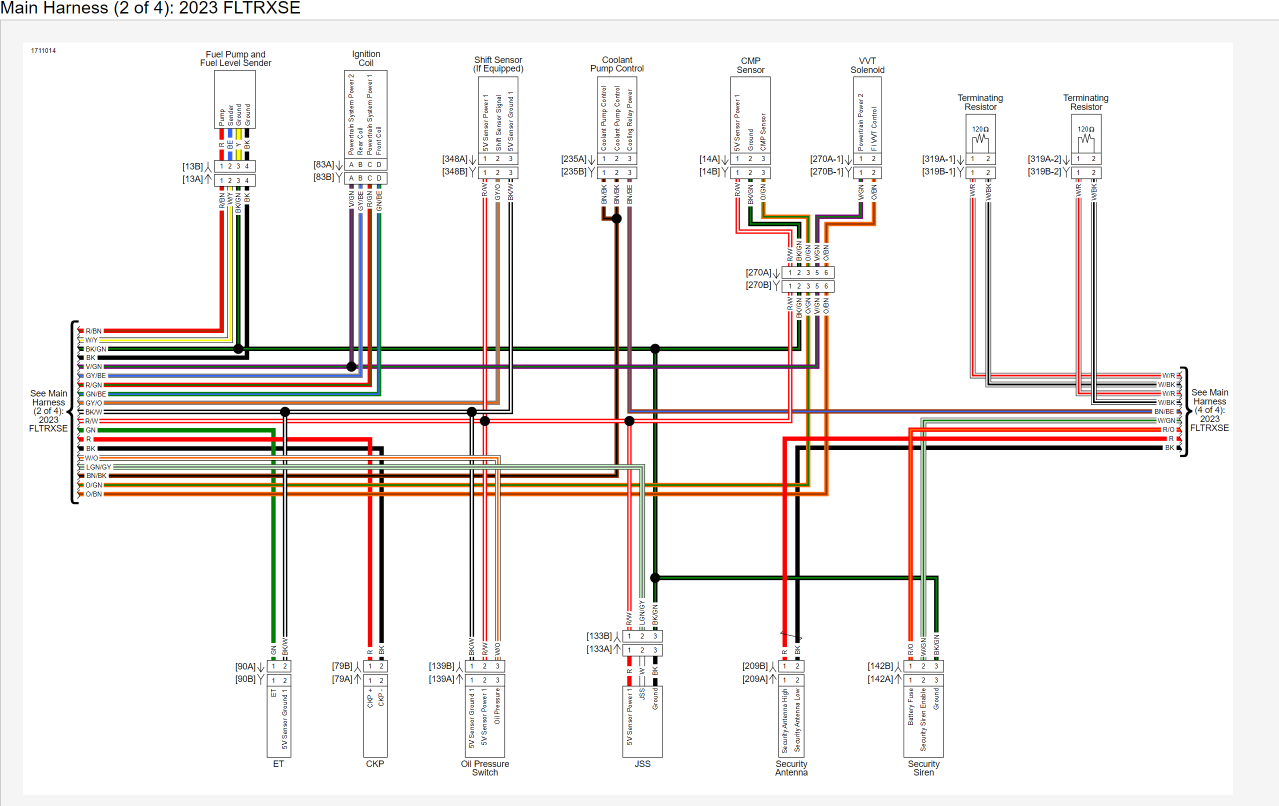 Main Harness (2 of 4): 2023 FLTRXSE
1711014
Fuel Pump and
Fuel Level Sender
Ignition
Coil
Shift Sensor
(If Equipped)
Coolant
Pump Control
CMP
Sensor
VVT
Solenoid
Terminating
Resistor
Terminating
Resistor
Pump
Sender
Ground
Ground
Powertrain System Power 2
Rear Coil
Powertrain System Power 1
Front Coil
5V Sensor Power 1
Shift Sensor Signal
5V Sensor Ground 1
Coolant Pump Control
Coolant Pump Control
Cooling Relay Power
5V Sensor Power 1
Ground
CMP Sensor
Powertrain Power 2
FI VVT Control
120Ω
120Ω
R
BE
Y
BK
[13B] 1 2 3 4
[13A] 1 2 3 4
[83A] A B C D
[83B] A B C D
[348A] 1 2 3
[348B] 1 2 3
[235A] 1 2 3
[235B] 1 2 3
[14A] 1 2 3
[14B] 1 2 3
[270A-1] 1 2
[270B-1] 1 2
[319A-1] 1 2
[319B-1] 1 2
[319A-2] 1 2
[319B-2] 1 2
R/BN
W/Y
BK/GN
BK
V/GN
GY/BE
R/GN
GN/BE
R/W
GY/O
BK/W
BN/BK
BN/BK
BN/BE
R/W
BK/GN
O/GN
V/GN
O/BN
W/R
W/BK
W/R
W/BK
R/W
BK/GN
O/GN
V/GN
O/BN
[270A] 1 2 3 5 6
[270B] 1 2 3 5 6
R/W
BK/GN
O/GN
V/GN
O/BN
See Main
Harness
(2 of 4):
2023
FLTRXSE
R/BN
W/Y
BK/GN
BK
V/GN
GY/BE
R/GN
GN/BE
GY/O
BK/W
R/W
GN
R
BK
W/O
LGN/GY
BN/BK
O/GN
O/BN
W/R
W/BK
W/R
W/BK
BN/BE
W/GN
R/O
R
BK
See Main
Harness
(4 of 4):
2023
FLTRXSE
GN
BK/W
R
BK
BK/W
R/W
W/O
R/W
LGN/GY
BK/GN
R
BK
R/O
W/GN
BK/GN
[133B] 1 2 3
[133A] 1 2 3
R
W
BK
[90A] 1 2
[90B] 1 2
[79B] 1 2
[79A] 1 2
[139B] 1 2 3
[139A] 1 2 3
[209B] 1 2
[209A] 1 2
[142B] 1 2 3
[142A] 1 2 3
ET
5V Sensor Ground 1
CKP +
CKP -
5V Sensor Ground 1
5V Sensor Power 1
Oil Pressure
5V Sensor Power 1
JSS
Ground
Security Antenna High
Security Antenna Low
Battery Fuse
Security Siren Enable
Ground
ET
CKP
Oil Pressure
Switch
JSS
Security
Antenna
Security
Siren